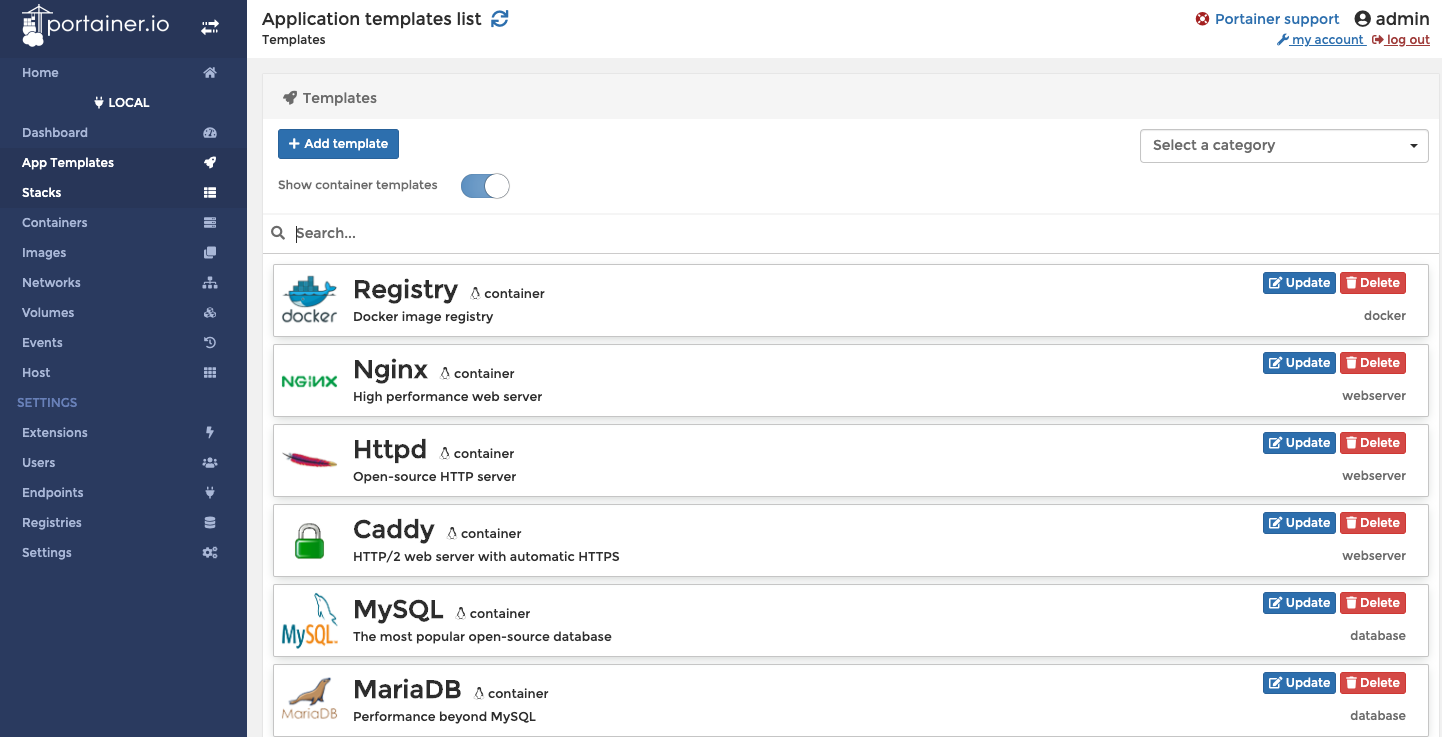 portainer.io
Home
LOCAL
Dashboard
App Templates
Stacks
Containers
Images
Networks
Volumes
Events
Host
SETTINGS
Extensions
Users
Endpoints
Registries
Settings
Application templates list
Templates
Portainer support admin
my account log out
Templates
+ Add template
Select a category
Show container templates
Search...
docker
Registry container
Docker image registry
Update Delete
docker
NGINX
Nginx container
High performance web server
Update Delete
webserver
Httpd container
Open-source HTTP server
Update Delete
webserver
Caddy container
HTTP/2 web server with automatic HTTPS
Update Delete
webserver
MySQL
MySQL container
The most popular open-source database
Update Delete
database
MariaDB
MariaDB container
Performance beyond MySQL
Update Delete
database